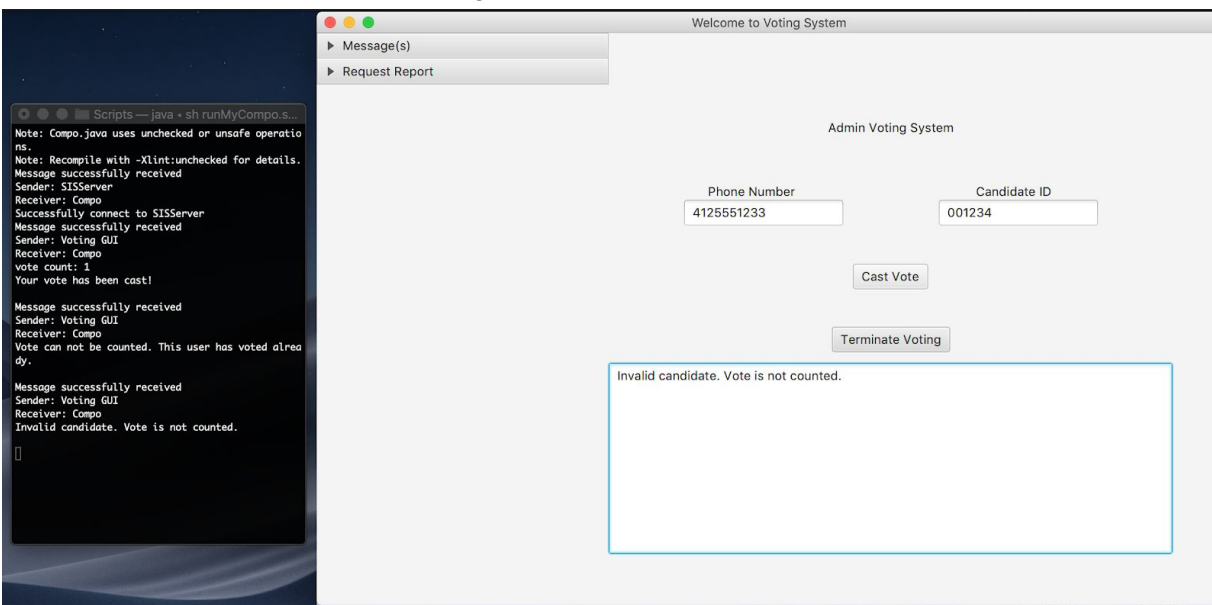 Scripts — java • sh runMyCompo.s...
Note: Compo.java uses unchecked or unsafe operatio
ns.
Note: Recompile with -Xlint:unchecked for details.
Message successfully received
Sender: SISServer
Receiver: Compo
Successfully connect to SISServer
Message successfully received
Sender: Voting GUI
Receiver: Compo
vote count: 1
Your vote has been cast!
Message successfully received
Sender: Voting GUI
Receiver: Compo
Vote can not be counted. This user has voted alrea
dy.
Message successfully received
Sender: Voting GUI
Receiver: Compo
Invalid candidate. Vote is not counted.
Welcome to Voting System
Message(s)
Request Report
Admin Voting System
Phone Number
Candidate ID
4125551233
001234
Cast Vote
Terminate Voting
Invalid candidate. Vote is not counted.